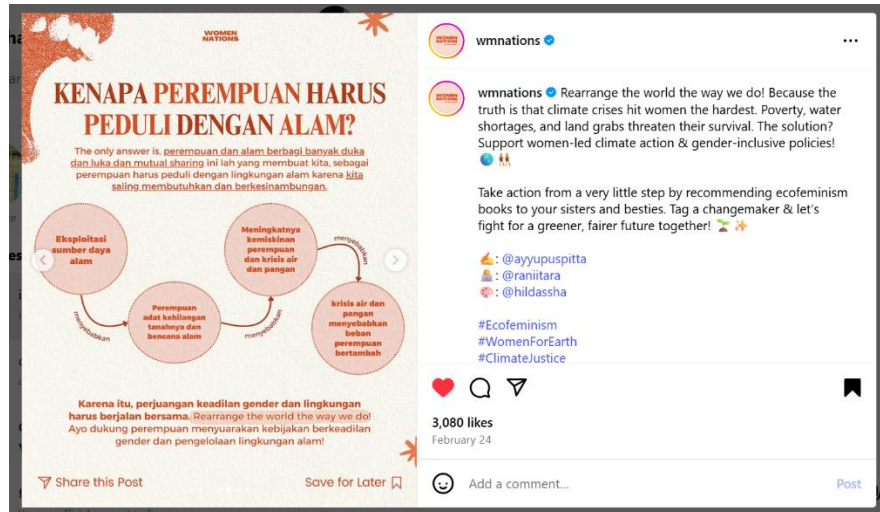 WOMEN
NATIONS
KENAPA PEREMPUAN HARUS
PEDULI DENGAN ALAM?
The only answer is, perempuan dan alam berbagi banyak duka
dan luka dan mutual sharing ini lah yang membuat kita, sebagai
perempuan harus peduli dengan lingkungan alam karena kita
saling membutuhkan dan berkesinambungan.
Eksploitasi
sumber daya
alam
menyebabkan
Perempuan
adat kehilangan
tanahnya dan
bencana alam
menyebabkan
Meningkatnya
kemiskinan
perempuan
dan krisis air
dan pangan
menyebabkan
krisis air dan
pangan
menyebabkan
beban
perempuan
bertambah
Karena itu, perjuangan keadilan gender dan lingkungan
harus berjalan bersama. Rearrange the world the way we do!
Ayo dukung perempuan menyuarakan kebijakan berkeadilan
gender dan pengelolaan lingkungan alam!
Share this Post
Save for Later
wmnations
wmnations Rearrange the world the way we do! Because the
truth is that climate crises hit women the hardest. Poverty, water
shortages, and land grabs threaten their survival. The solution?
Support women-led climate action & gender-inclusive policies!
🌎 👯
Take action from a very little step by recommending ecofeminism
books to your sisters and besties. Tag a changemaker & let's
fight for a greener, fairer future together! 🌱 ✨
✍️: @ayyupuspitta
: @raniitara
: @hildassha
#Ecofeminism
#WomenForEarth
#ClimateJustice
3,080 likes
February 24
Add a comment...
Post